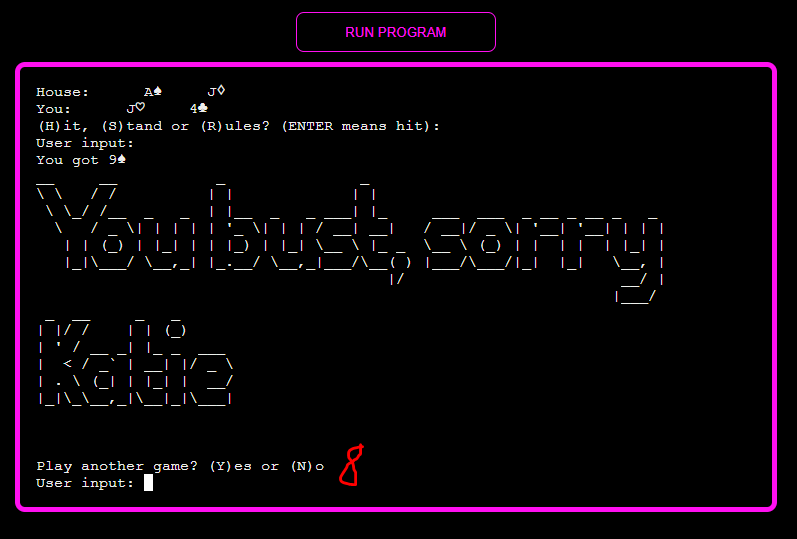 RUN PROGRAM
House: A♠ J♢
You: J♡ 4♣
(H)it, (S)tand or (R)ules? (ENTER means hit):
User input:
You got 9♠
You bust, sorry
Katie
Play another game? (Y)es or (N)o
User input:
8